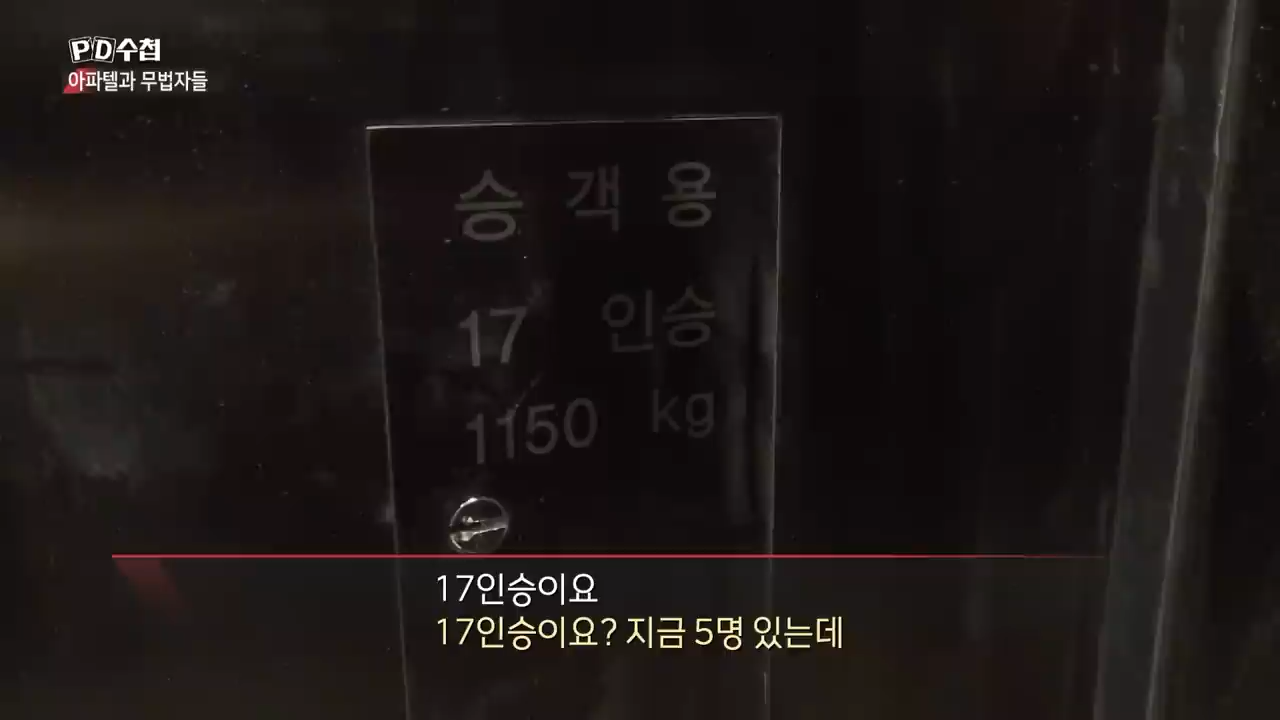 PD수첩
아파텔과 무법자들
승 객 용
17 인승
1150 kg
17인승이요
17인승이요? 지금 5명 있는데